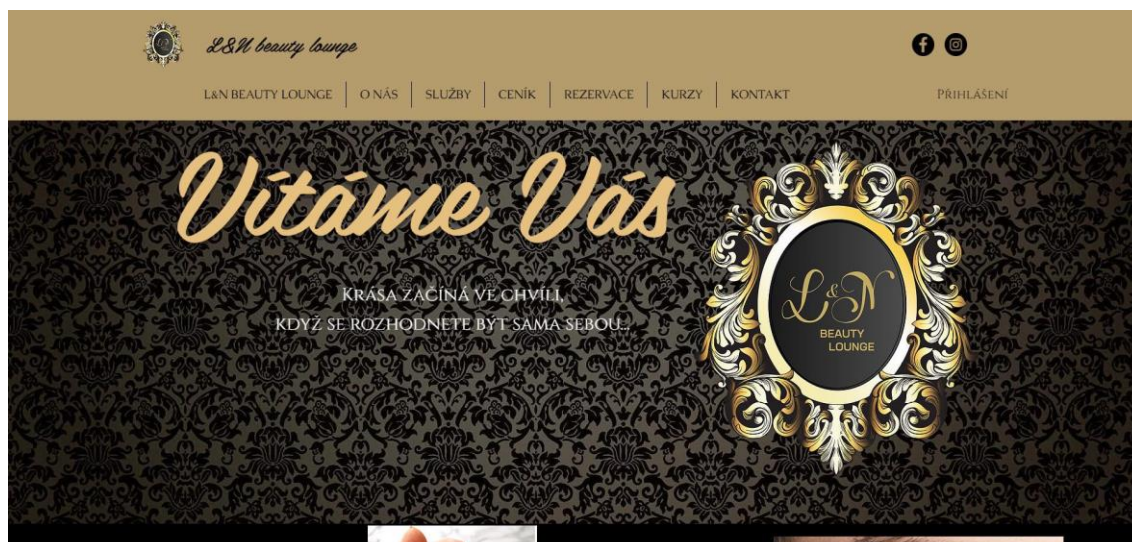 L&N beauty lounge
L&N BEAUTY LOUNGE
O NÁS
SLUŽBY
CENÍK
REZERVACE
KURZY
KONTAKT
PŘIHLÁŠENÍ
Vítáme Vás
KRÁSA ZAČÍNÁ VE CHVÍLI,
KDYŽ SE ROZHODNETE BÝT SAMA SEBOU...
L&N
BEAUTY
LOUNGE